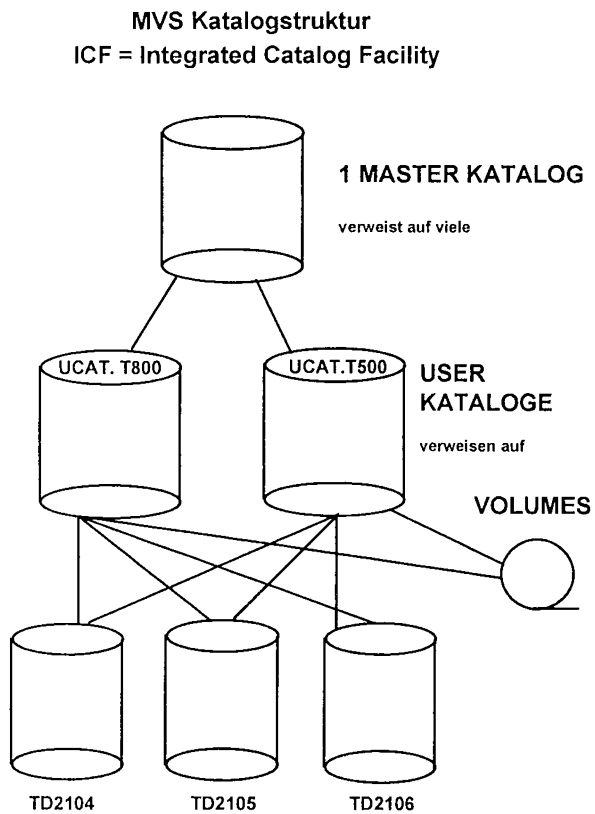 MVS Katalogstruktur
ICF = Integrated Catalog Facility
1 MASTER KATALOG
verweist auf viele
UCAT. T800
UCAT.T500
USER
KATALOGE
verweisen auf
VOLUMES
TD2104
TD2105
TD2106